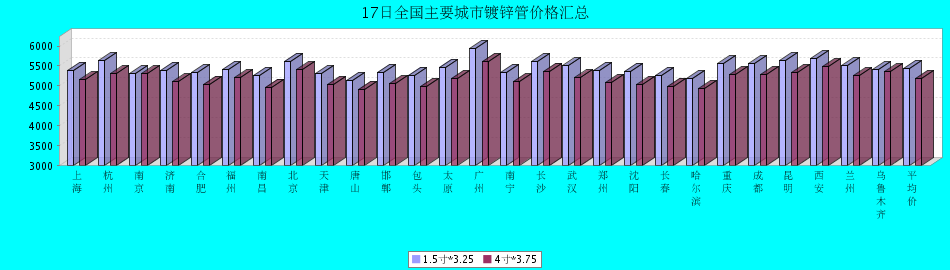 17日全国主要城市镀锌管价格汇总
6000
5500
5000
4500
4000
3500
3000
上海
杭州
南京
济南
合肥
福州
南昌
北京
天津
唐山
邯郸
包头
太原
广州
南宁
长沙
武汉
郑州
沈阳
长春
哈尔滨
重庆
成都
昆明
西安
兰州
乌鲁木齐
平均价
1.5寸*3.25
4寸*3.75